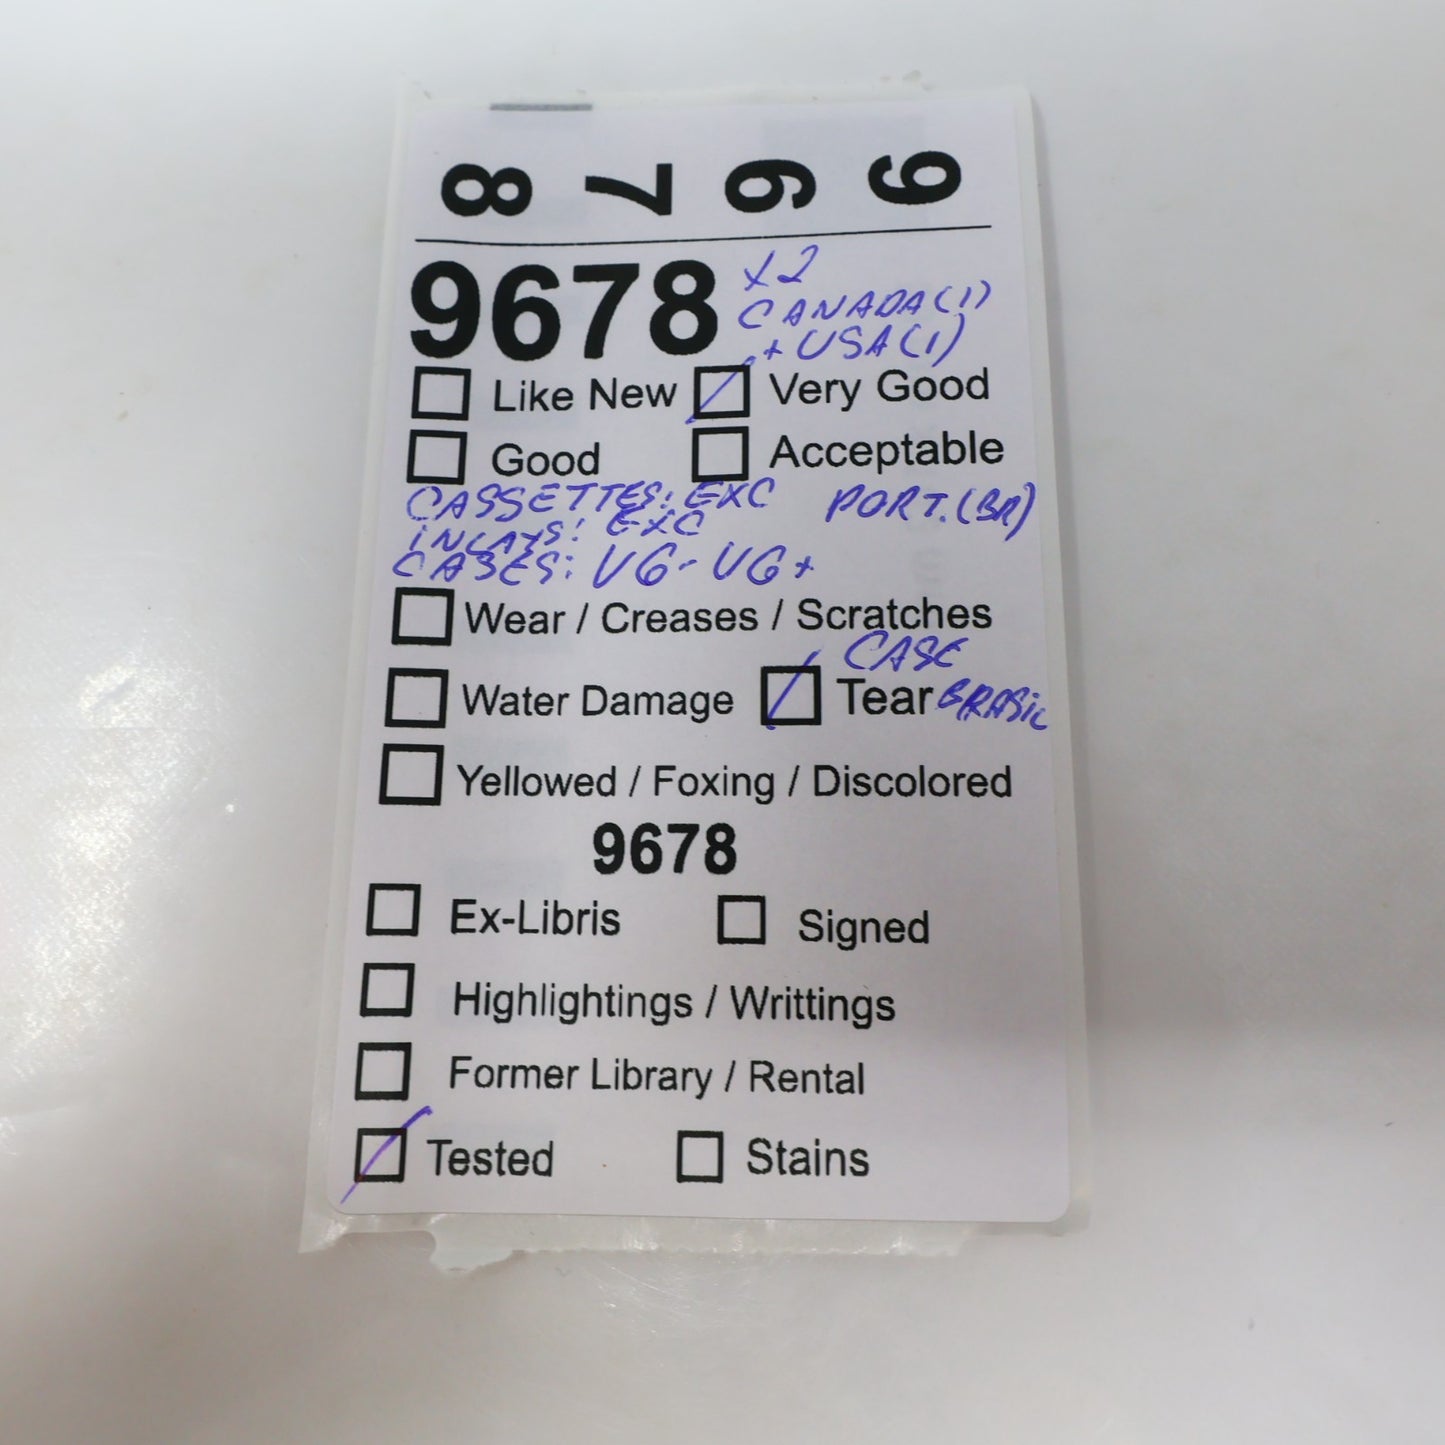 9678
9678 x2
CANADA(1)
+ USA(1)
Like New Very Good
Good Acceptable
CASSETTES: EXC PORT.(BR)
INLAYS: EXC
CASES: VG- VG+
Wear / Creases / Scratches
CASE
Water Damage Tear BRASIL
Yellowed / Foxing / Discolored
9678
Ex-Libris Signed
Highlightings / Writtings
Former Library / Rental
Tested Stains